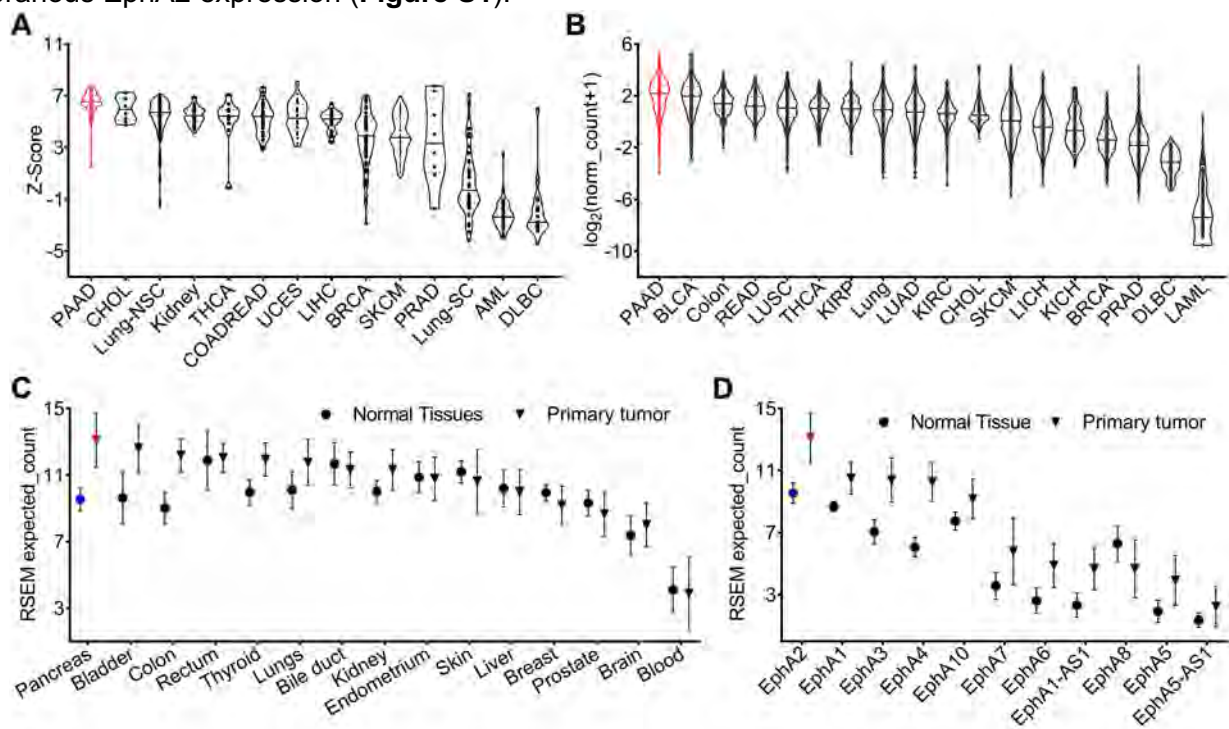 EphA2 expression (Figure S1).
A
B
11
7
3
-1
-5
Z-Score
PAAD
CHOL
Lung-NSC
Kidney
THCA
COADREAD
UCES
LIHC
BRCA
SKCM
PRAD
Lung-SC
AML
DLBC
6
2
-2
-6
-10
log2(norm_count+1)
PAAD
BLCA
Colon
READ
LUSC
THCA
KIRP
Lung
LUAD
KIRC
CHOL
SKCM
LICH
KICH
BRCA
PRAD
DLBC
LAML
C
D
15
11
7
3
RSEM expected_count
Normal Tissues
Primary tumor
Pancreas
Bladder
Colon
Rectum
Thyroid
Lungs
Bile duct
Kidney
Endometrium
Skin
Liver
Breast
Prostate
Brain
Blood
15
11
7
3
RSEM expected_count
Normal Tissue
Primary tumor
EphA2
EphA1
EphA3
EphA4
EphA10
EphA7
EphA6
EphA1-AS1
EphA8
EphA5
EphA5-AS1